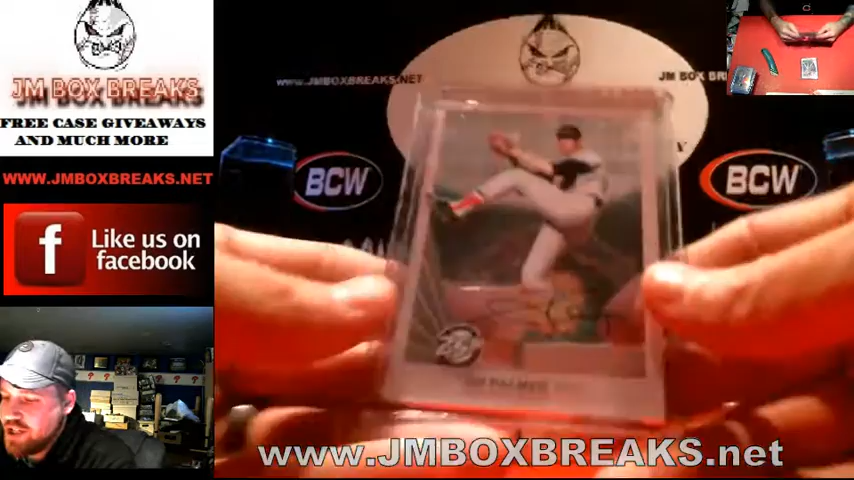 JM BOX BREAKS
FREE CASE GIVEAWAYS
AND MUCH MORE
WWW.JMBOXBREAKS.NET
f Like us on
facebook
WWW.JMBOXBREAKS.NET
JM BOX
BCW
BCW
www.JMBOXBREAKS.net